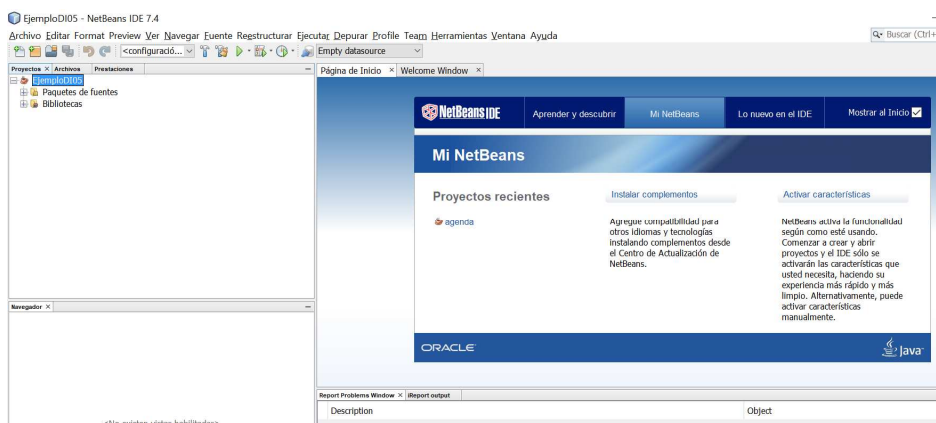 EjemploDI05 - NetBeans IDE 7.4
Archivo Editar Format Preview Ver Navegar Fuente Reestructurar Ejecutar Depurar Profile Team Herramientas Ventana Ayuda
Buscar (Ctrl+
<configuració... Empty datasource
Proyectos Archivos Prestaciones
Página de Inicio Welcome Window
EjemploDI05
Paquetes de fuentes
Bibliotecas
NetBeans IDE Aprender y descubrir Mi NetBeans Lo nuevo en el IDE Mostrar al Inicio
Mi NetBeans
Proyectos recientes
agenda
Instalar complementos
Agregue compatibilidad para
otros idiomas y tecnologías
instalando complementos desde
el Centro de Actualización de
NetBeans.
Activar características
NetBeans activa la funcionalidad
según como esté usando.
Comenzar a crear y abrir
proyectos y el IDE sólo se
activarán las características que
usted necesita, haciendo su
experiencia más rápido y más
limpio. Alternativamente, puede
activar características
manualmente.
ORACLE Java
Navegador
<No existen vistas habilitadas>
Report Problems Window iReport output
Description Object